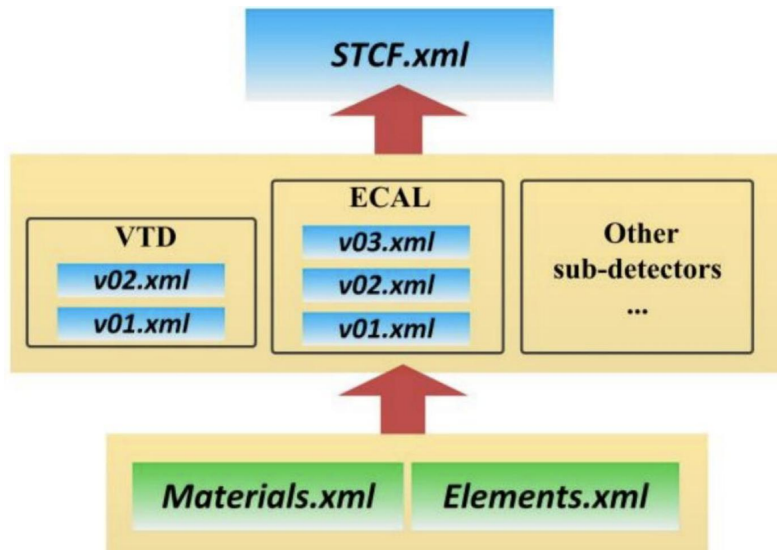 STCF.xml
VTD
v02.xml
v01.xml
ECAL
v03.xml
v02.xml
v01.xml
Other
sub-detectors
...
Materials.xml
Elements.xml